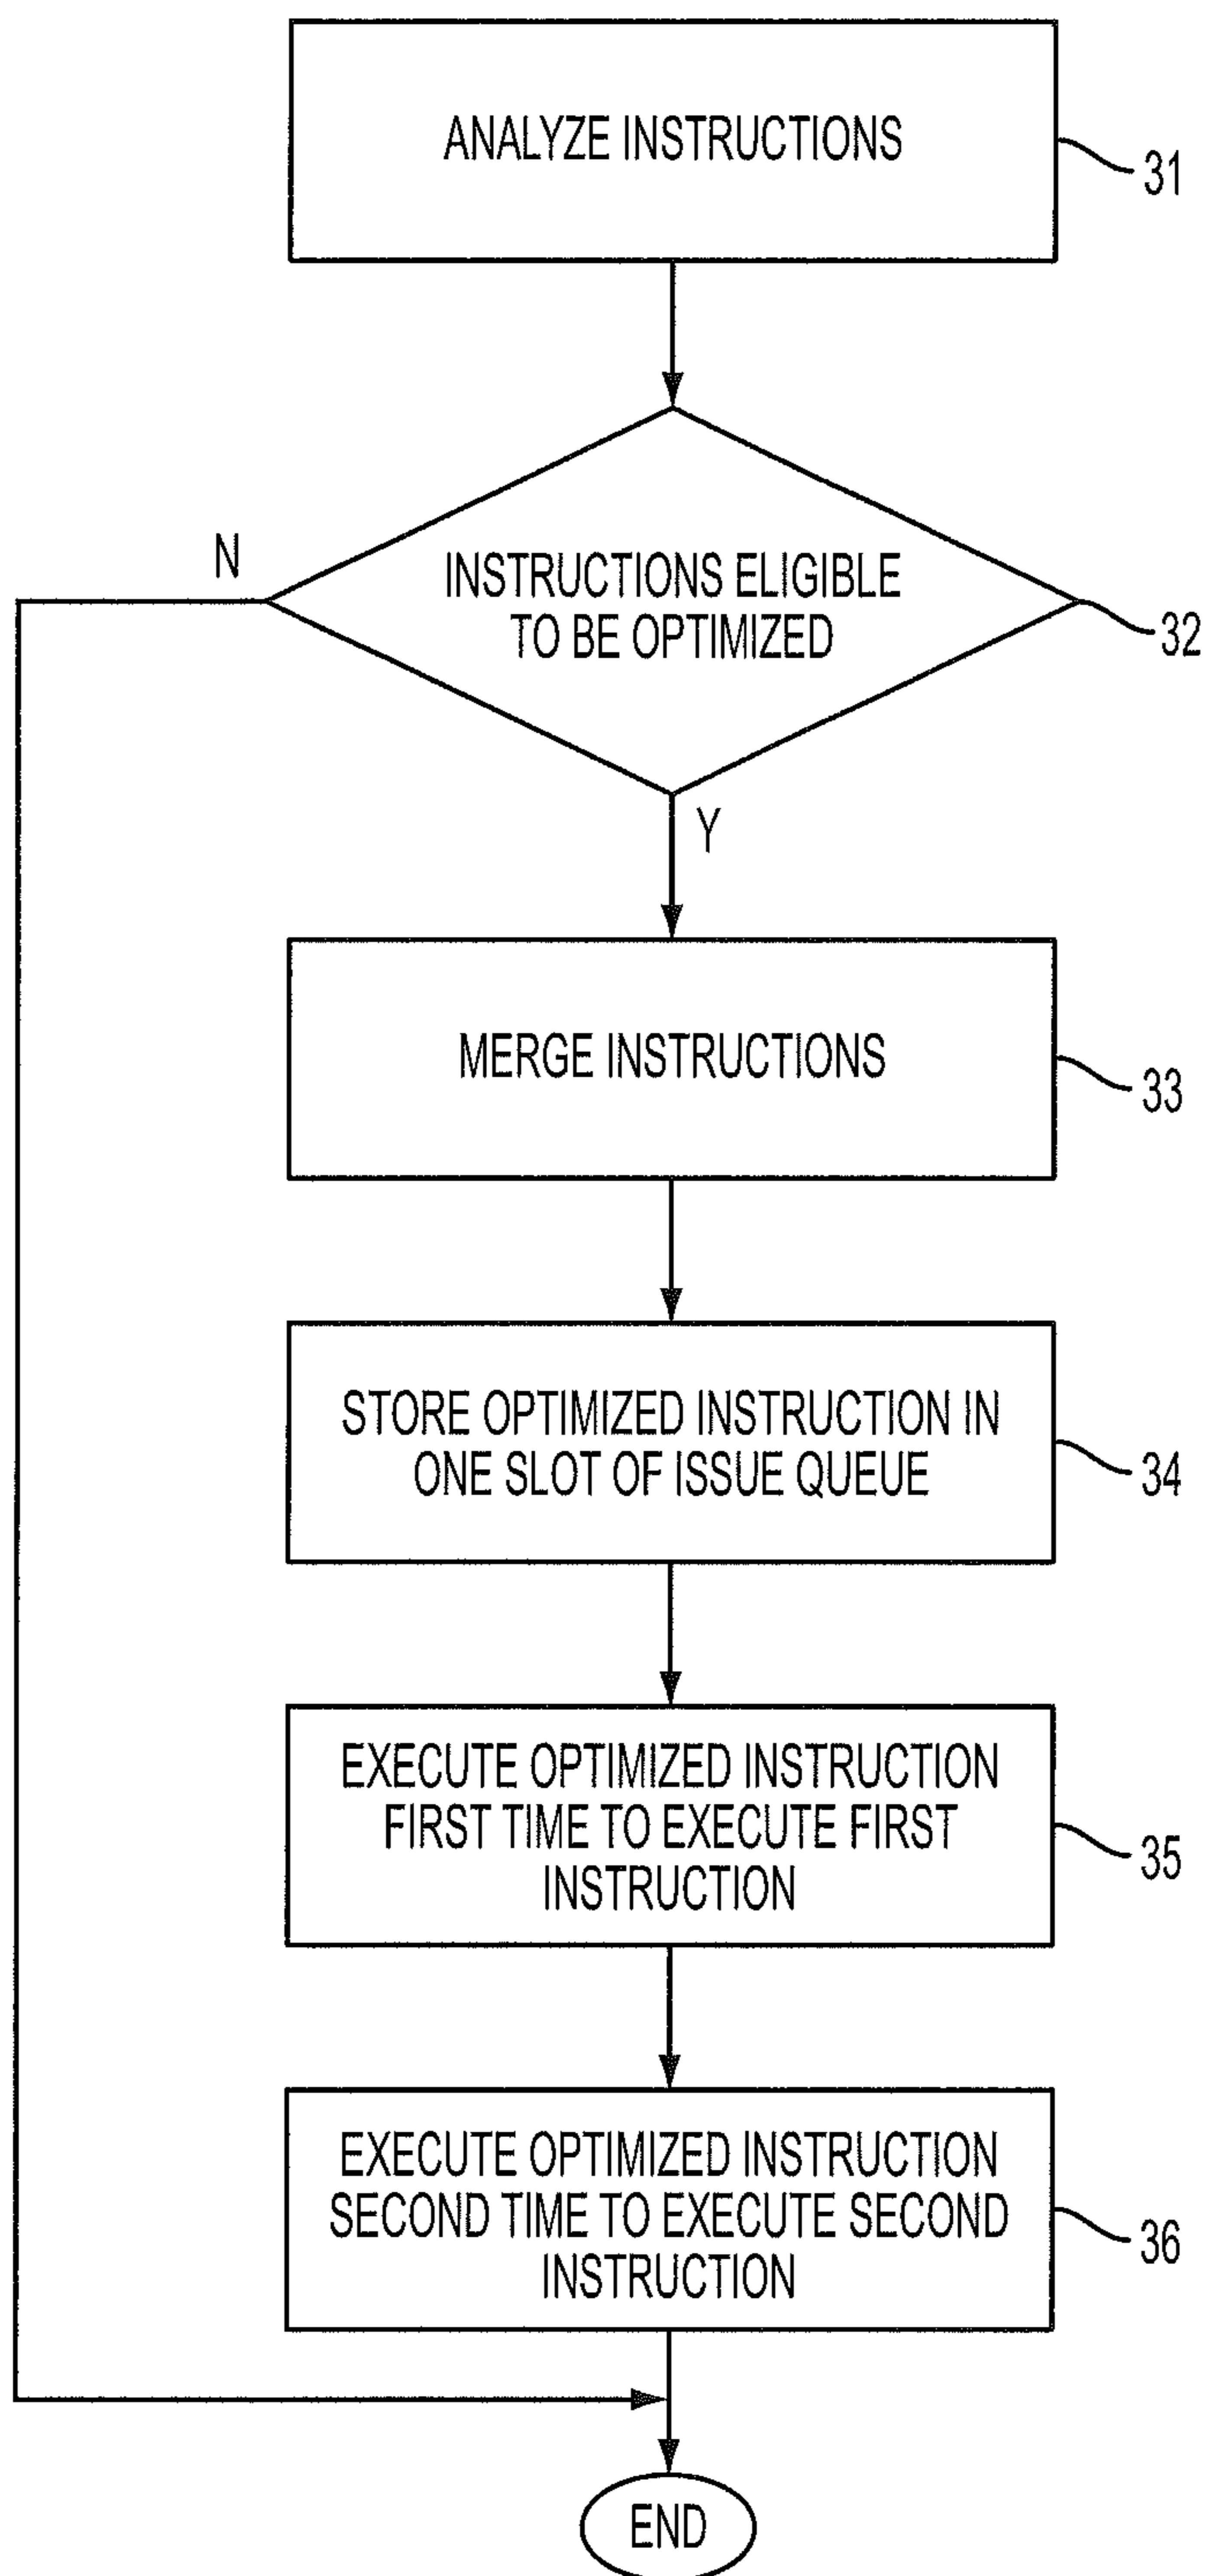 ANALYZE INSTRUCTIONS
31
N
INSTRUCTIONS ELIGIBLE
TO BE OPTIMIZED
32
Y
MERGE INSTRUCTIONS
33
STORE OPTIMIZED INSTRUCTION IN
ONE SLOT OF ISSUE QUEUE
34
EXECUTE OPTIMIZED INSTRUCTION
FIRST TIME TO EXECUTE FIRST
INSTRUCTION
35
EXECUTE OPTIMIZED INSTRUCTION
SECOND TIME TO EXECUTE SECOND
INSTRUCTION
36
END